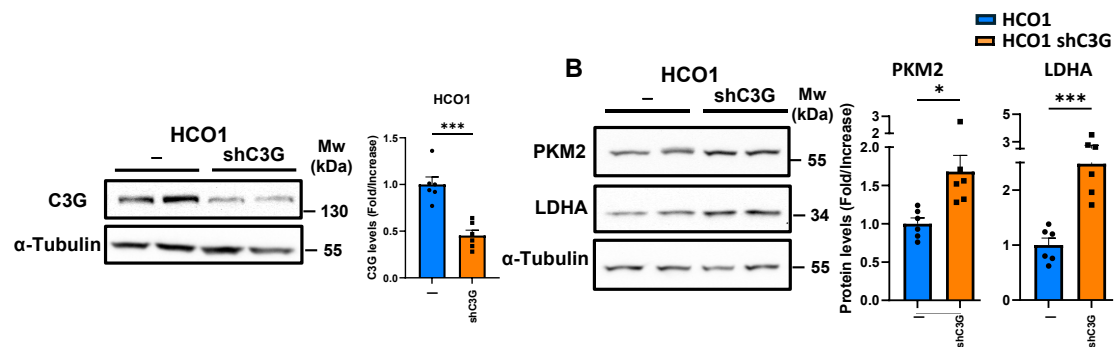 HCO1
HCO1 shC3G
HCO1
– shC3G
Mw
(kDa)
C3G
130
α-Tubulin
55
HCO1
***
C3G levels (Fold/Increase)
1.5
1.0
0.5
0.0
–
shC3G
B
HCO1
– shC3G
Mw
(kDa)
PKM2
55
LDHA
34
α-Tubulin
55
PKM2
*
Protein levels (Fold/Increase)
3
2
2.0
1.5
1.0
0.5
0.0
–
shC3G
LDHA
***
5
4
3
2
1
0
–
shC3G